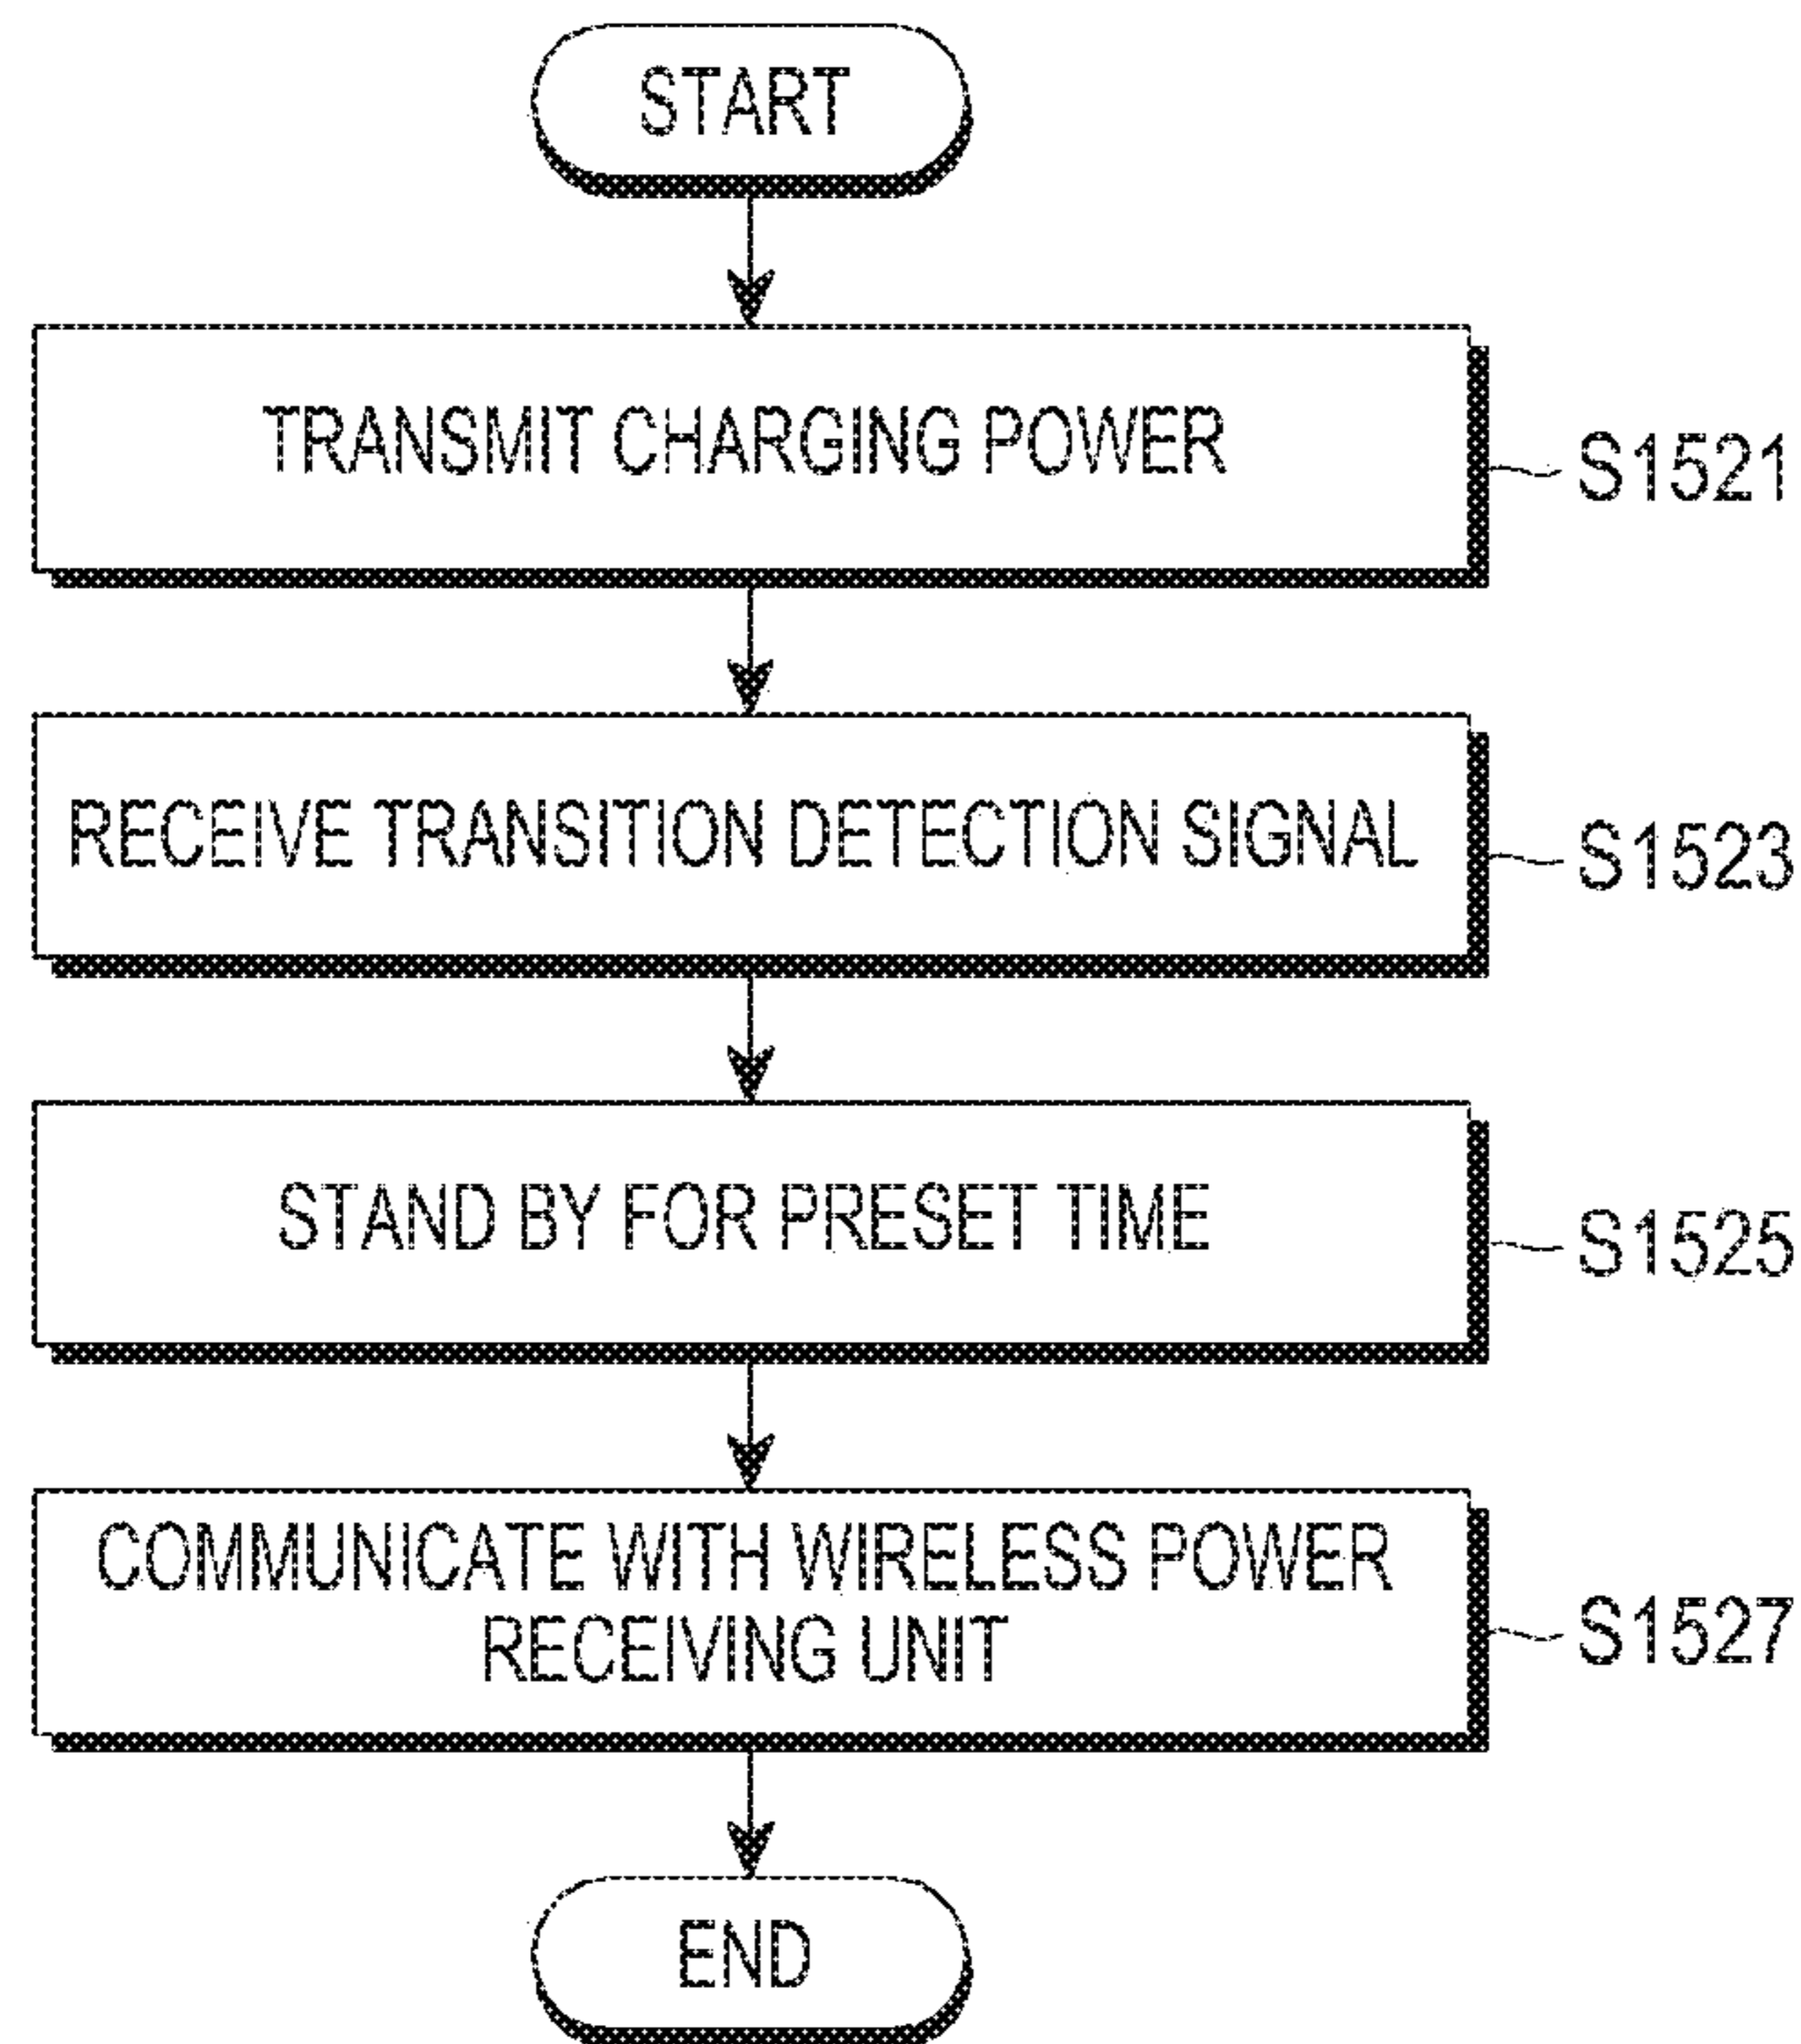 START
TRANSMIT CHARGING POWER
S1521
RECEIVE TRANSITION DETECTION SIGNAL
S1523
STAND BY FOR PRESET TIME
S1525
COMMUNICATE WITH WIRELESS POWER
RECEIVING UNIT
S1527
END